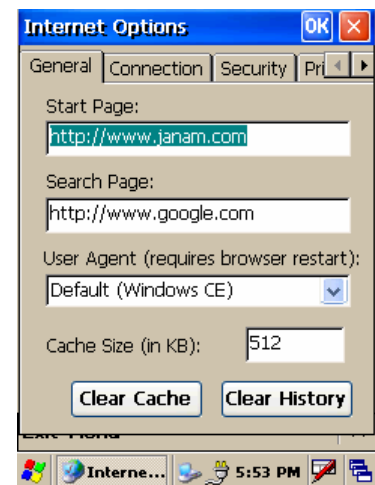 Internet Options OK
General Connection Security Pri
Start Page:
http://www.janam.com
Search Page:
http://www.google.com
User Agent (requires browser restart):
Default (Windows CE)
Cache Size (in KB): 512
Clear Cache Clear History
Interne... 5:53 PM